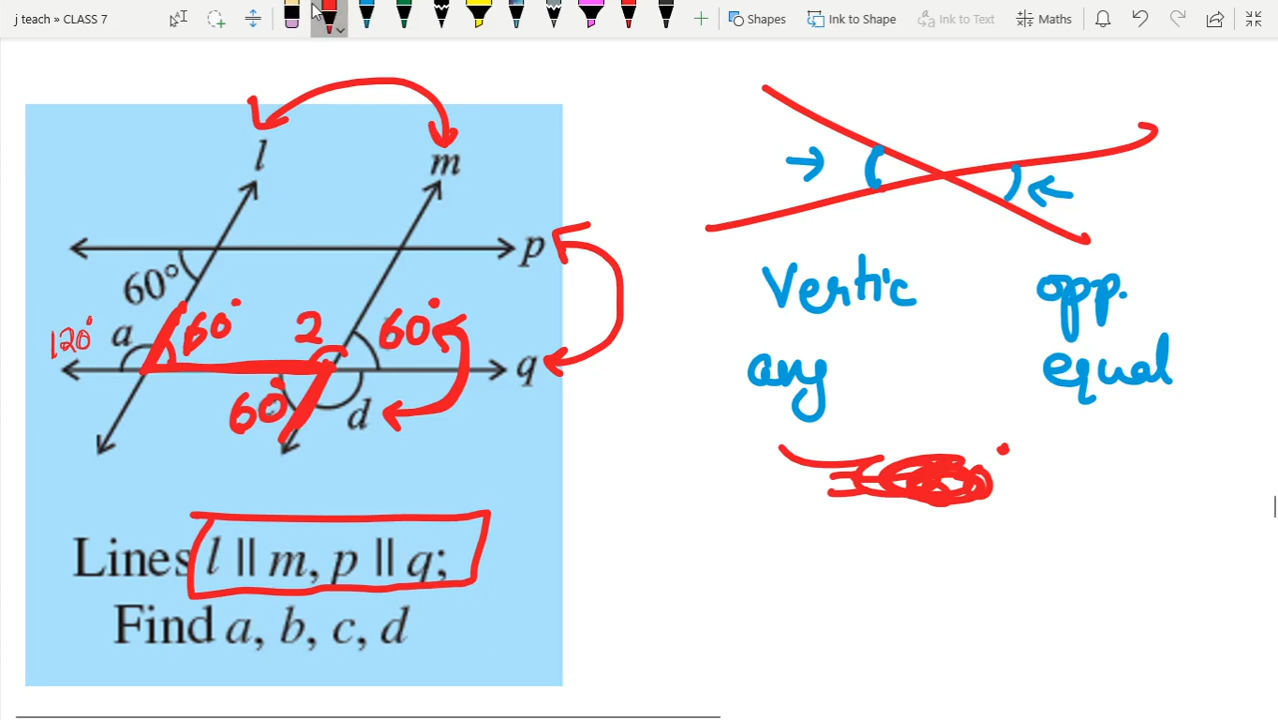 j teach » CLASS 7
Shapes
Ink to Shape
Ink to Text
Maths
l
m
p
60°
a
120°
60°
2
60°
q
60°
d
Lines l || m, p || q;
Find a, b, c, d
Vertic opp.
ang equal